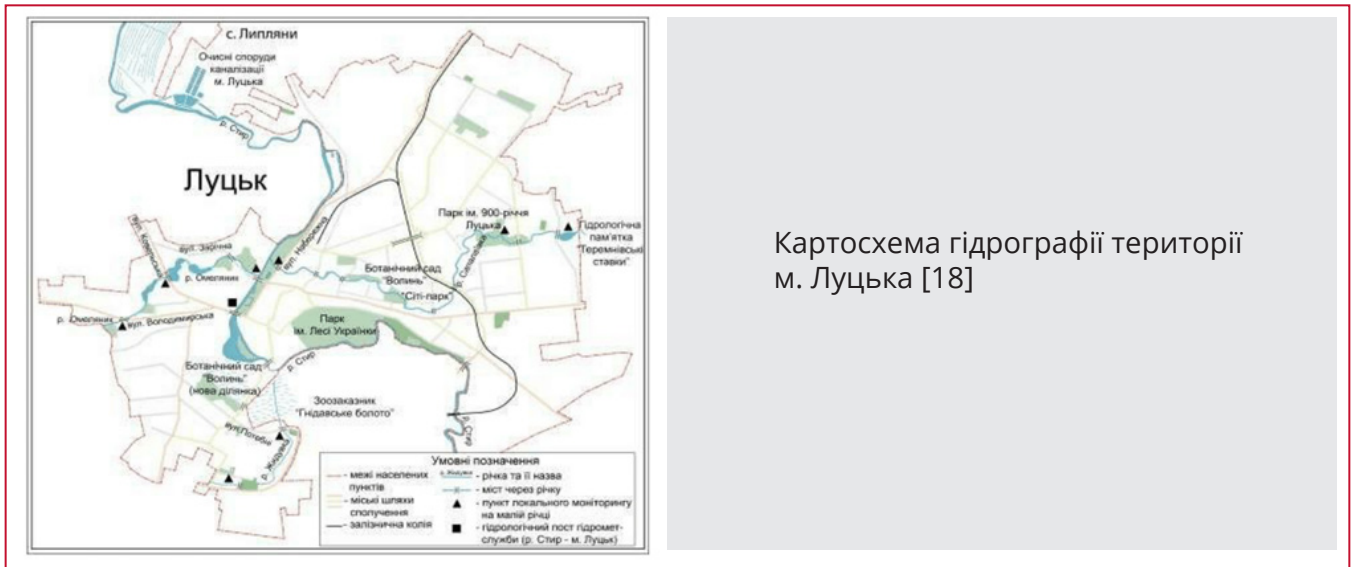 с. Липляни
Очисні споруди
каналізації
м. Луцька
р. Стир
Луцьк
Парк ім. 900-річчя
Луцька
Гідрологічна
пам'ятка
"Теремнівські
ставки"
вул. Набережна
вул. Зарічна
р. Омеляник
Ботанічний сад
"Волинь"
"Сіті-парк"
р. Сапалаївка
р. Омеляник
вул. Володимирська
Парк
ім. Лесі Українки
р. Стир
Ботанічний сад
"Волинь"
(нова ділянка)
Зоозаказник
"Гнідавське болото"
вул. Потебні
р. Жидувка
р. Стир
Умовні позначення
- межі населених
пунктів
- міські шляхи
сполучення
- залізнична колія
р. Жидувка - річка та її назва
- міст через річку
- пункт локального моніторингу
на малій річці
- гідрологічний пост гідромет-
служби (р. Стир - м. Луцьк)
Картосхема гідрографії території
м. Луцька [18]